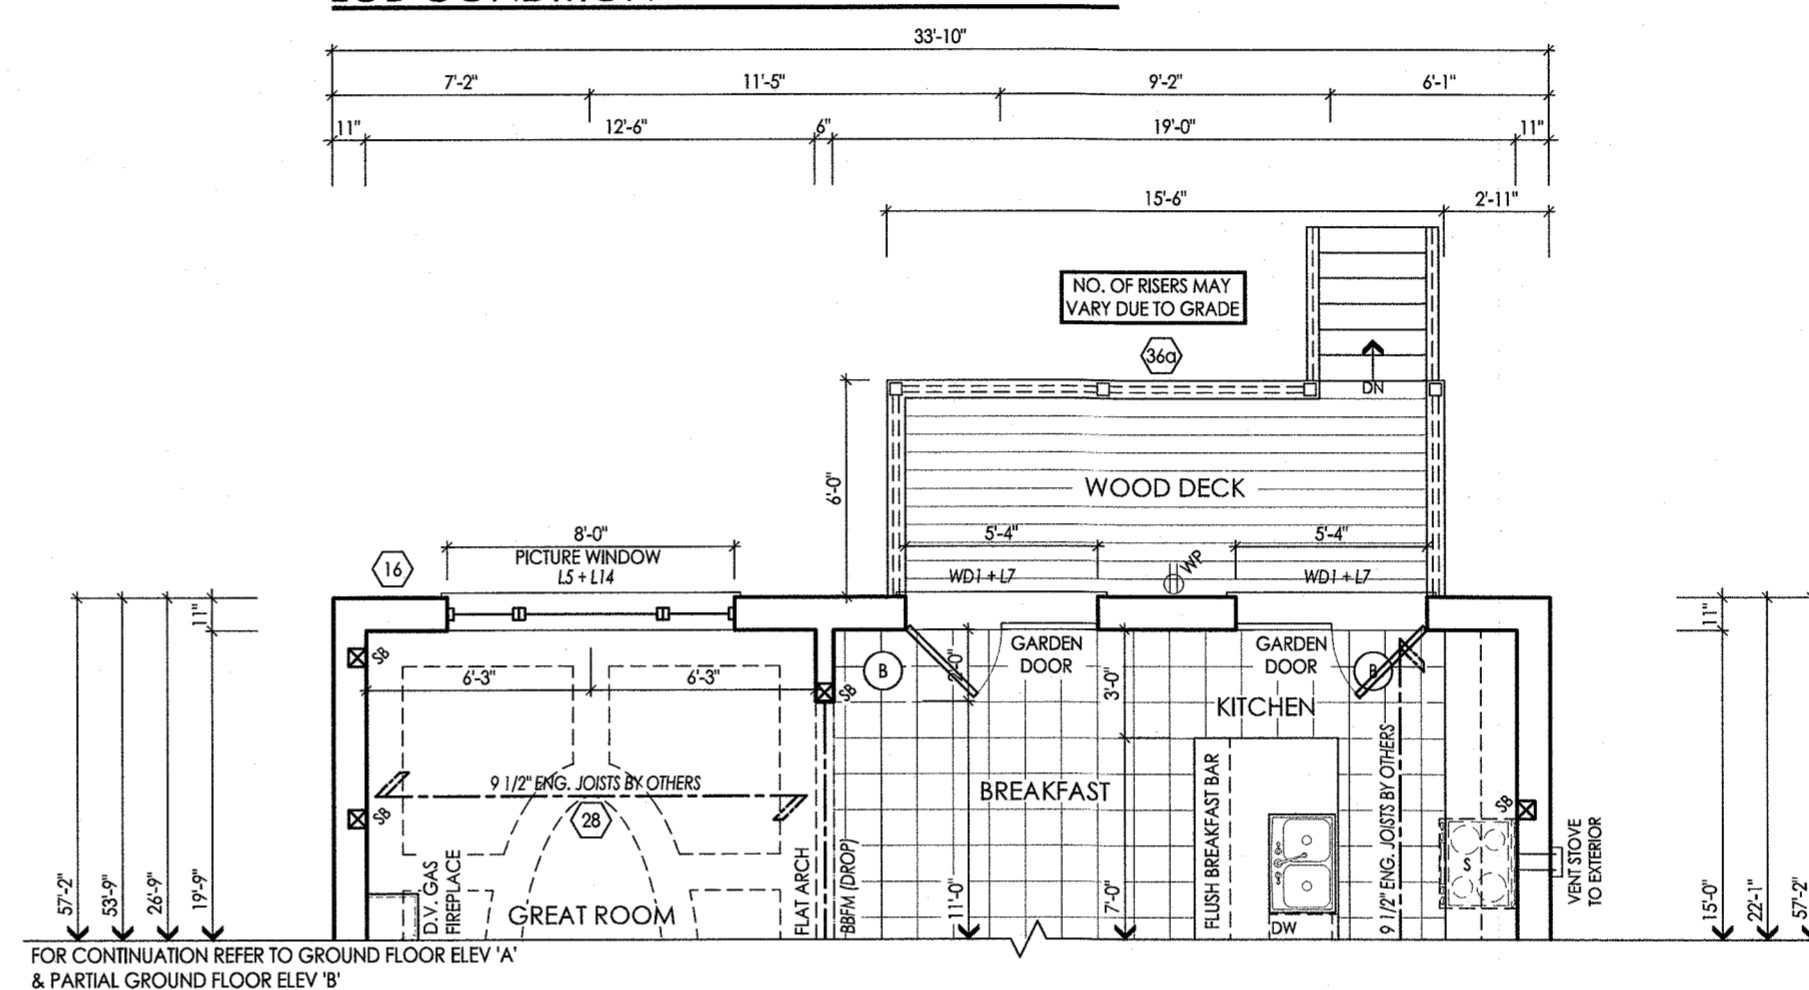 33'-10"
7'-2" 11'-5" 9'-2" 6'-1"
11" 12'-6" 6" 19'-0" 11"
15'-6" 2'-11"
NO. OF RISERS MAY
VARY DUE TO GRADE
36a
DN
6'-0"
WOOD DECK
8'-0"
PICTURE WINDOW
L5 + L14
16
5'-4" 5'-4"
WP
WD1 + L7 WD1 + L7
11" 11"
SB
6'-3" 6'-3"
SB
B
2'-0"
GARDEN
DOOR
3'-0"
GARDEN
DOOR
B
KITCHEN
9 1/2" ENG. JOISTS BY OTHERS
28
SB
BREAKFAST
FLUSH BREAKFAST BAR
9 1/2" ENG. JOISTS BY OTHERS
SB
S
VENT STOVE
TO EXTERIOR
57'-2" 53'-9" 26'-9" 19'-9"
D.V. GAS
FIREPLACE
GREAT ROOM
FLAT ARCH
BBFM (DROP)
11'-0"
7'-0"
DW
15'-0" 22'-1" 57'-2"
FOR CONTINUATION REFER TO GROUND FLOOR ELEV 'A'
& PARTIAL GROUND FLOOR ELEV 'B'